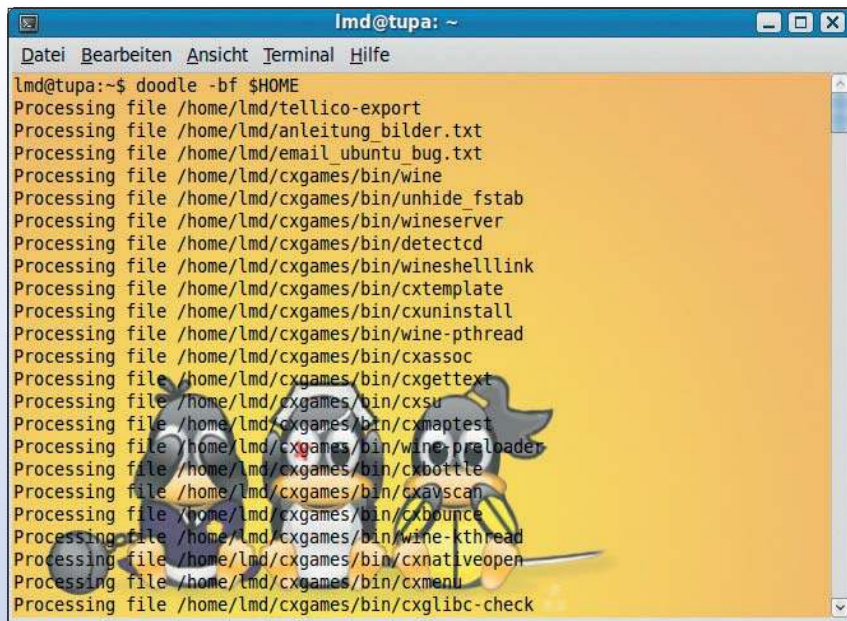 lmd@tupa: ~
Datei Bearbeiten Ansicht Terminal Hilfe
lmd@tupa:~$ doodle -bf $HOME
Processing file /home/lmd/tellico-export
Processing file /home/lmd/anleitung_bilder.txt
Processing file /home/lmd/email_ubuntu_bug.txt
Processing file /home/lmd/cxgames/bin/wine
Processing file /home/lmd/cxgames/bin/unhide_fstab
Processing file /home/lmd/cxgames/bin/wineserver
Processing file /home/lmd/cxgames/bin/detectcd
Processing file /home/lmd/cxgames/bin/wineshelllink
Processing file /home/lmd/cxgames/bin/cxtemplate
Processing file /home/lmd/cxgames/bin/cxuninstall
Processing file /home/lmd/cxgames/bin/wine-pthread
Processing file /home/lmd/cxgames/bin/cxassoc
Processing file /home/lmd/cxgames/bin/cxgettext
Processing file /home/lmd/cxgames/bin/cxsu
Processing file /home/lmd/cxgames/bin/cxmaptest
Processing file /home/lmd/cxgames/bin/wine-preloader
Processing file /home/lmd/cxgames/bin/cxbottle
Processing file /home/lmd/cxgames/bin/cxavscan
Processing file /home/lmd/cxgames/bin/cxbounce
Processing file /home/lmd/cxgames/bin/wine-kthread
Processing file /home/lmd/cxgames/bin/cxnativeopen
Processing file /home/lmd/cxgames/bin/cxmenu
Processing file /home/lmd/cxgames/bin/cxglibc-check